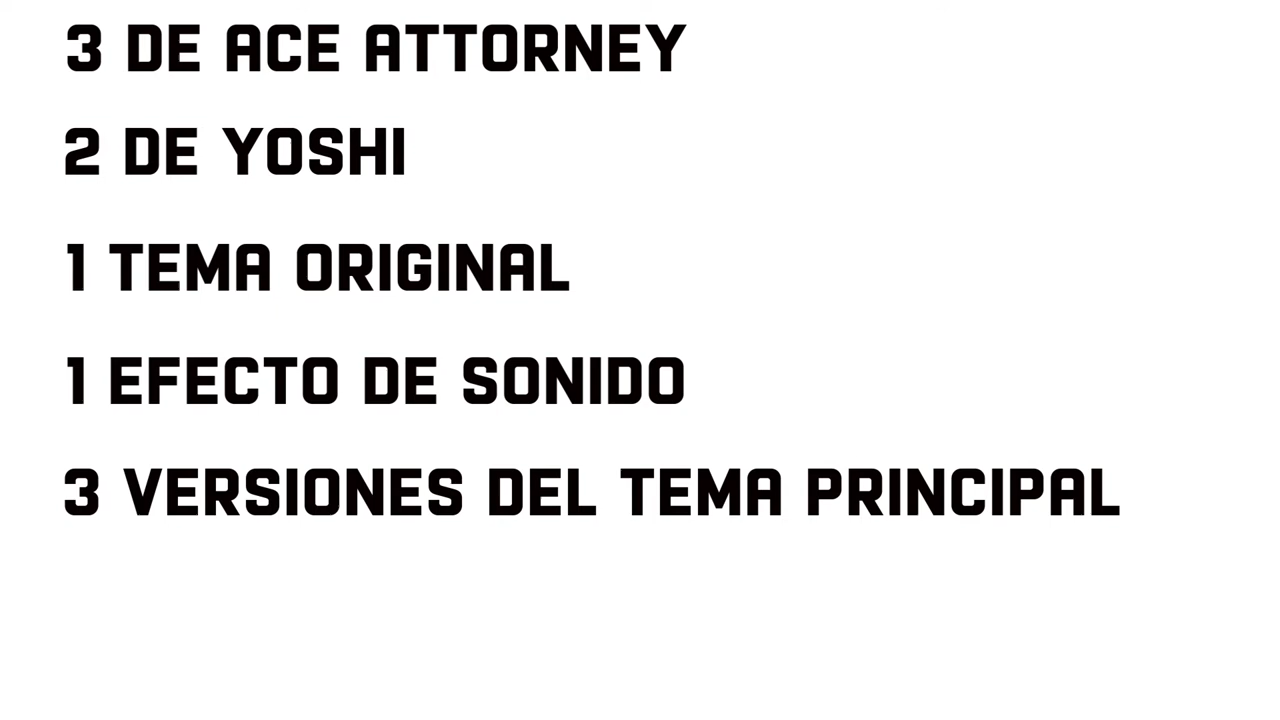 3 DE ACE ATTORNEY
2 DE YOSHI
1 TEMA ORIGINAL
1 EFECTO DE SONIDO
3 VERSIONES DEL TEMA PRINCIPAL